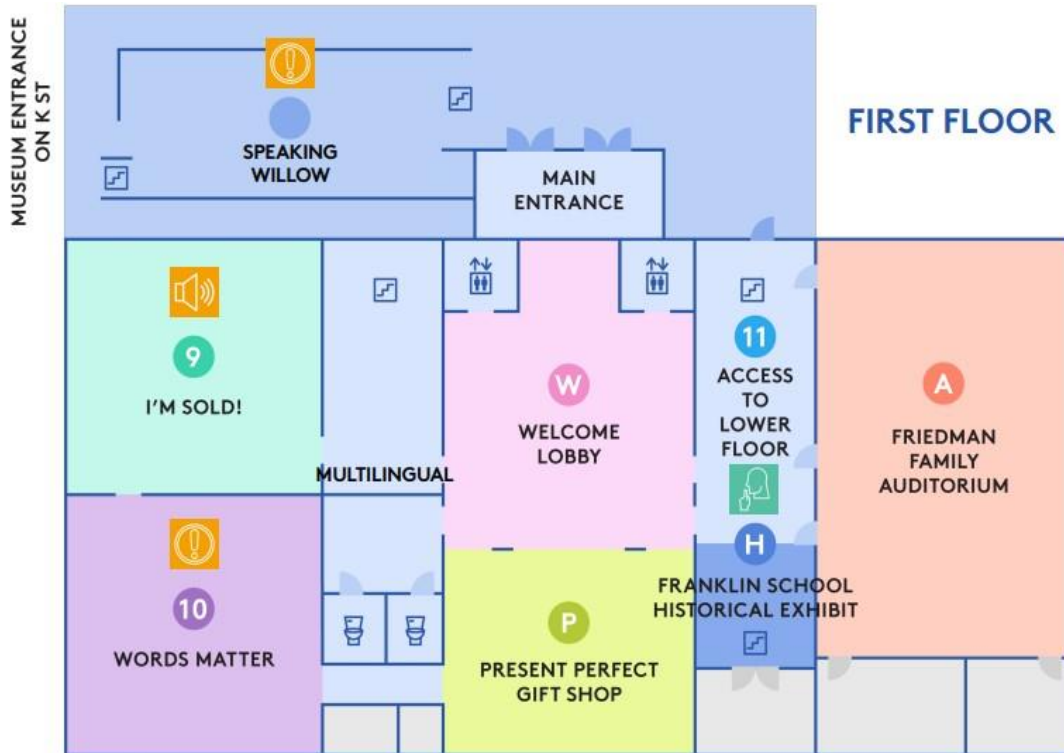 MUSEUM ENTRANCE
ON K ST
FIRST FLOOR
SPEAKING
WILLOW
MAIN
ENTRANCE
9
I'M SOLD!
MULTILINGUAL
W
WELCOME
LOBBY
11
ACCESS
TO
LOWER
FLOOR
A
FRIEDMAN
FAMILY
AUDITORIUM
10
WORDS MATTER
P
PRESENT PERFECT
GIFT SHOP
H
FRANKLIN SCHOOL
HISTORICAL EXHIBIT